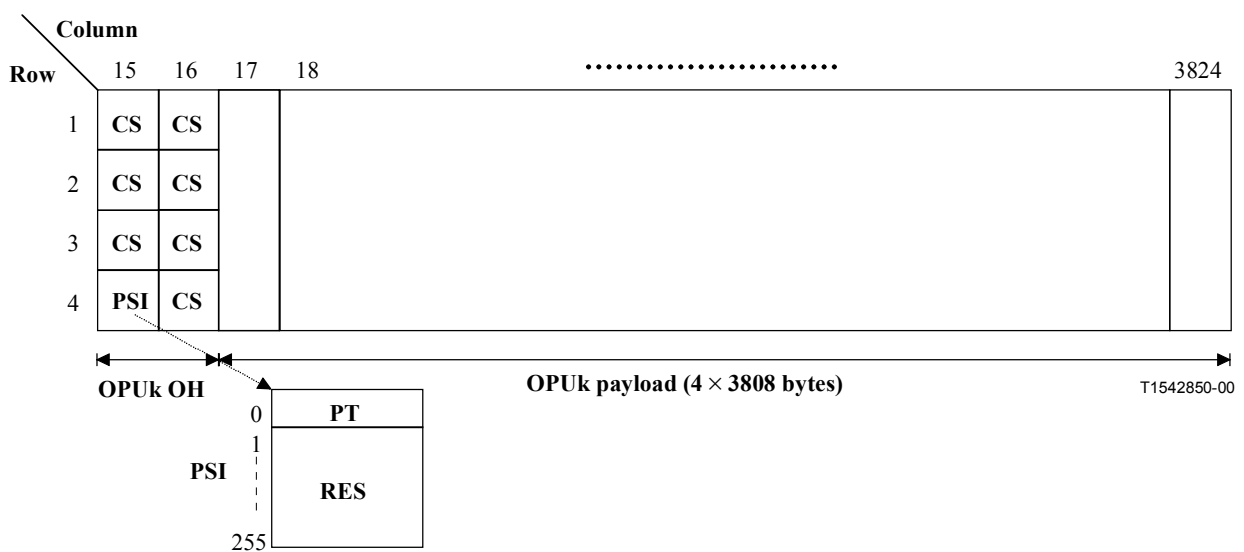 Column
Row 15 16 17 18 ........................ 3824
1 CS CS
2 CS CS
3 CS CS
4 PSI CS
OPUk OH OPUk payload (4 × 3808 bytes) T1542850-00
0 PT
1
PSI RES
255